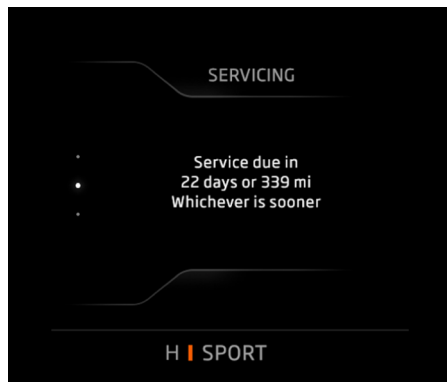 SERVICING
Service due in
22 days or 339 mi
Whichever is sooner
H SPORT